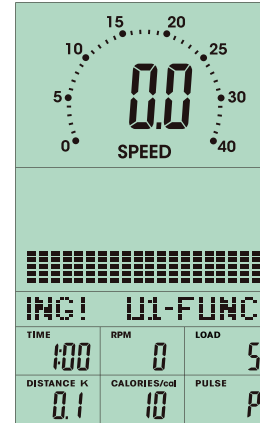 15 20
10 25
5 30
0 40
0.0
SPEED
ING! U1-FUNC
TIME RPM LOAD
1:00 0 5
DISTANCE K CALORIES/cal PULSE
0.1 10 P